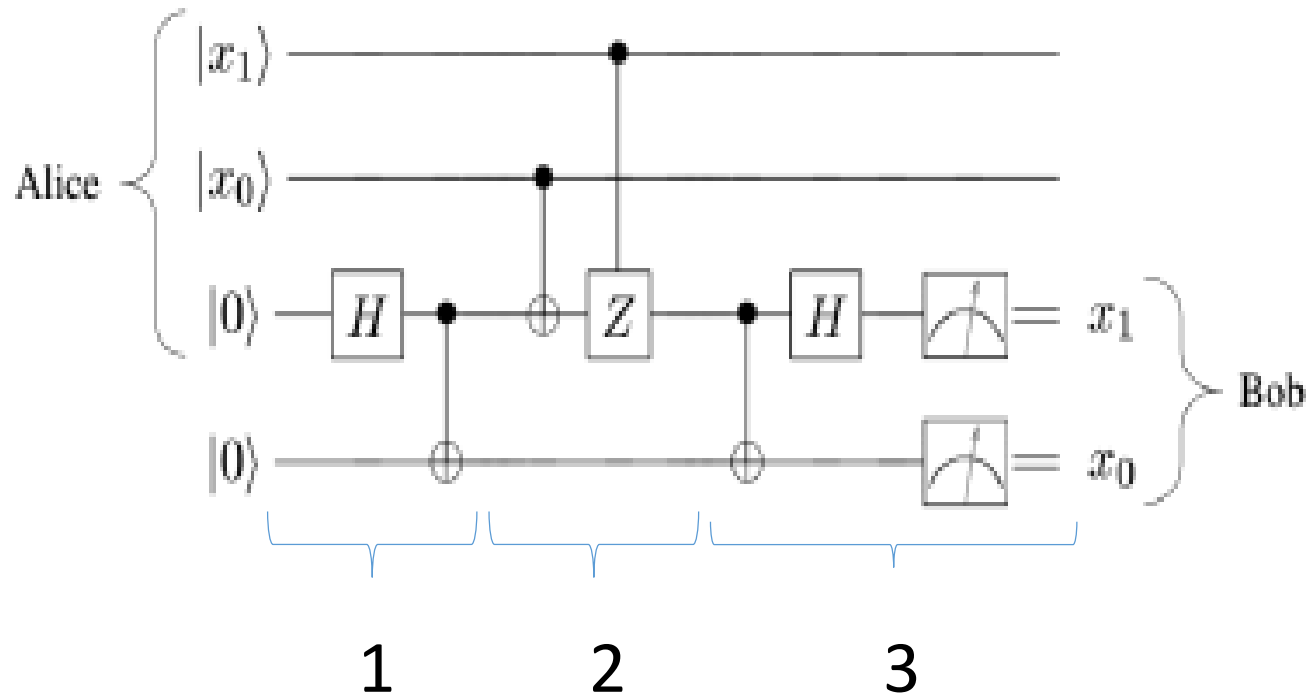 |x₁⟩
Alice
|x₀⟩
|0⟩ H Z H x₁
Bob
|0⟩ x₀
1 2 3